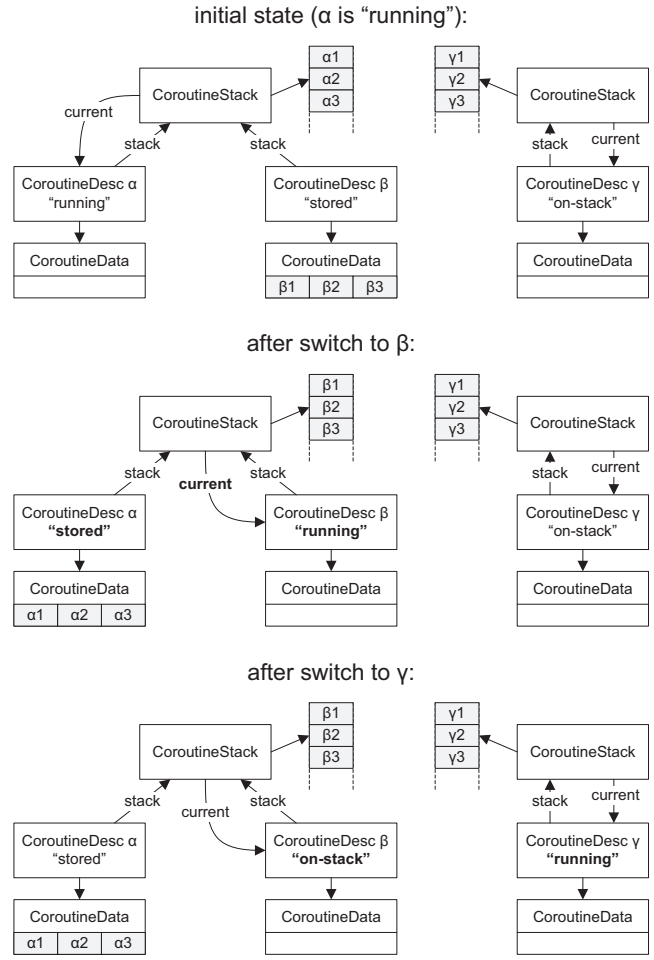 initial state (α is “running”):
α1
α2
α3
γ1
γ2
γ3
CoroutineStack
CoroutineStack
current
stack
stack
stack
current
CoroutineDesc α
“running”
CoroutineDesc β
“stored”
CoroutineDesc γ
“on-stack”
CoroutineData
CoroutineData
CoroutineData
β1 β2 β3
after switch to β:
β1
β2
β3
γ1
γ2
γ3
CoroutineStack
CoroutineStack
stack
current
stack
stack
current
CoroutineDesc α
“stored”
CoroutineDesc β
“running”
CoroutineDesc γ
“on-stack”
CoroutineData
CoroutineData
CoroutineData
α1 α2 α3
after switch to γ:
β1
β2
β3
γ1
γ2
γ3
CoroutineStack
CoroutineStack
stack
current
stack
stack
current
CoroutineDesc α
“stored”
CoroutineDesc β
“on-stack”
CoroutineDesc γ
“running”
CoroutineData
CoroutineData
CoroutineData
α1 α2 α3